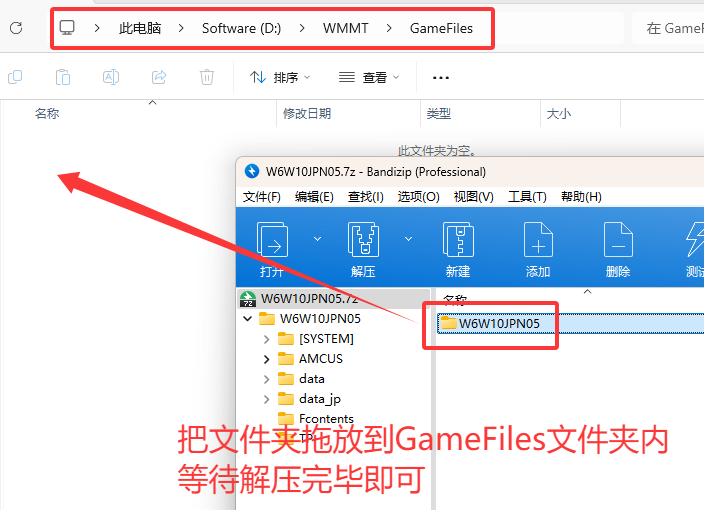 此电脑 Software (D:) WMMT GameFiles
在 GameF
排序 查看 ...
名称 修改日期 类型 大小
此文件夹为空。
W6W10JPN05.7z - Bandizip (Professional)
文件(F) 编辑(E) 查找(I) 选项(O) 视图(V) 工具(T) 帮助(H)
打开 解压 新建 添加 删除 测试
W6W10JPN05.7z
名称
W6W10JPN05
W6W10JPN05
[SYSTEM]
AMCUS
data
data_jp
Fcontents
把文件夹拖放到GameFiles文件夹内
等待解压完毕即可